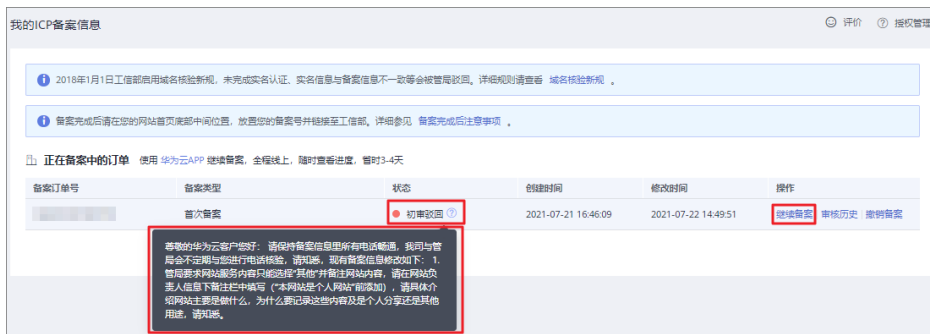 我的ICP备案信息
评价
授权管理
2018年1月1日工信部启用域名核验新规，未完成实名认证、实名信息与备案信息不一致等会被管局驳回。详细规则请查看 域名核验新规 。
备案完成后请在您的网站首页底部中间位置，放置您的备案号并链接至工信部。详细参见 备案完成后注意事项 。
正在备案中的订单 使用 华为云APP 继续备案，全程线上，随时查看进度，暂时3-4天
备案订单号 备案类型 状态 创建时间 修改时间 操作
首次备案 初审驳回 2021-07-21 16:46:09 2021-07-22 14:49:51 继续备案 审核历史 撤销备案
尊敬的华为云客户您好： 请保持备案信息里所有电话畅通，我司与管
局会不定期与您进行电话核验，请知悉，现有备案信息修改如下： 1.
管局要求网站服务内容只能选择“其他”并备注网站内容，请在网站负
责人信息下备注栏中填写（“本网站是个人网站”前添加），请具体介
绍网站主要是做什么，为什么要记录这些内容及是个人分享还是其他
用途，请知悉。